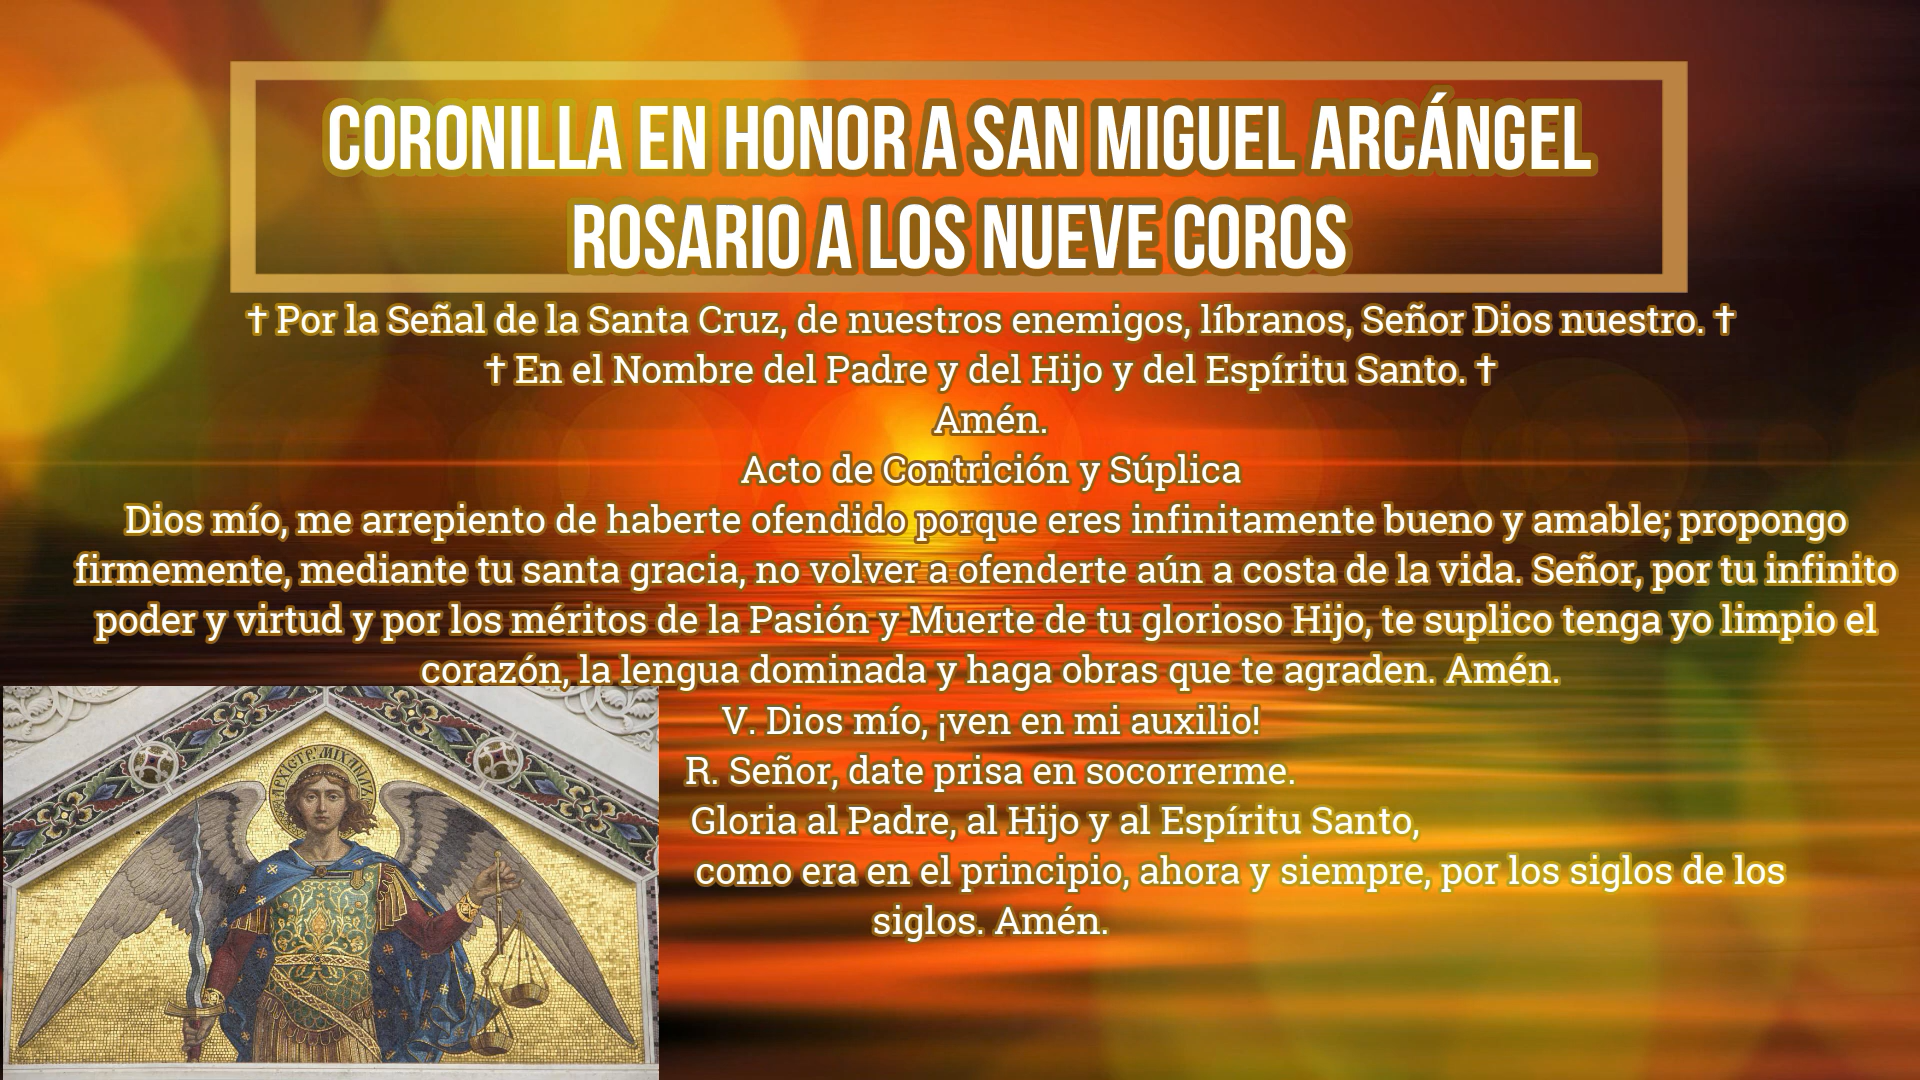 CORONILLA EN HONOR A SAN MIGUEL ARCÁNGEL
ROSARIO A LOS NUEVE COROS
† Por la Señal de la Santa Cruz, de nuestros enemigos, líbranos, Señor Dios nuestro. †
† En el Nombre del Padre y del Hijo y del Espíritu Santo. †
Amén.
Acto de Contrición y Súplica
Dios mío, me arrepiento de haberte ofendido porque eres infinitamente bueno y amable; propongo
firmemente, mediante tu santa gracia, no volver a ofenderte aún a costa de la vida. Señor, por tu infinito
poder y virtud y por los méritos de la Pasión y Muerte de tu glorioso Hijo, te suplico tenga yo limpio el
corazón, la lengua dominada y haga obras que te agraden. Amén.
V. Dios mío, ¡ven en mi auxilio!
R. Señor, date prisa en socorrerme.
Gloria al Padre, al Hijo y al Espíritu Santo,
como era en el principio, ahora y siempre, por los siglos de los
siglos. Amén.